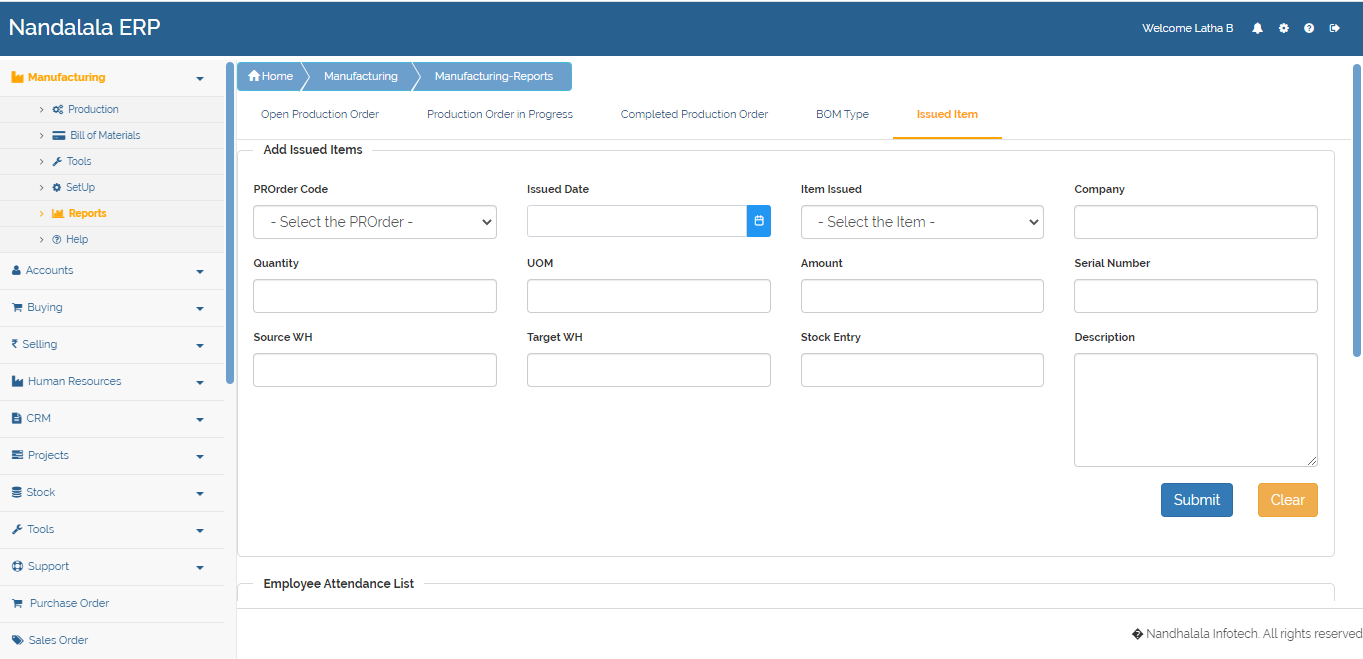 Nandalala ERP
Welcome Latha B
Manufacturing
Production
Bill of Materials
Tools
SetUp
Reports
Help
Accounts
Buying
Selling
Human Resources
CRM
Projects
Stock
Tools
Support
Purchase Order
Sales Order
Home Manufacturing Manufacturing-Reports
Open Production Order Production Order in Progress Completed Production Order BOM Type Issued Item
Add Issued Items
PROrder Code Issued Date Item Issued Company
- Select the PROrder - - Select the Item -
Quantity UOM Amount Serial Number
Source WH Target WH Stock Entry Description
Submit Clear
Employee Attendance List
� Nandhalala Infotech. All rights reserved